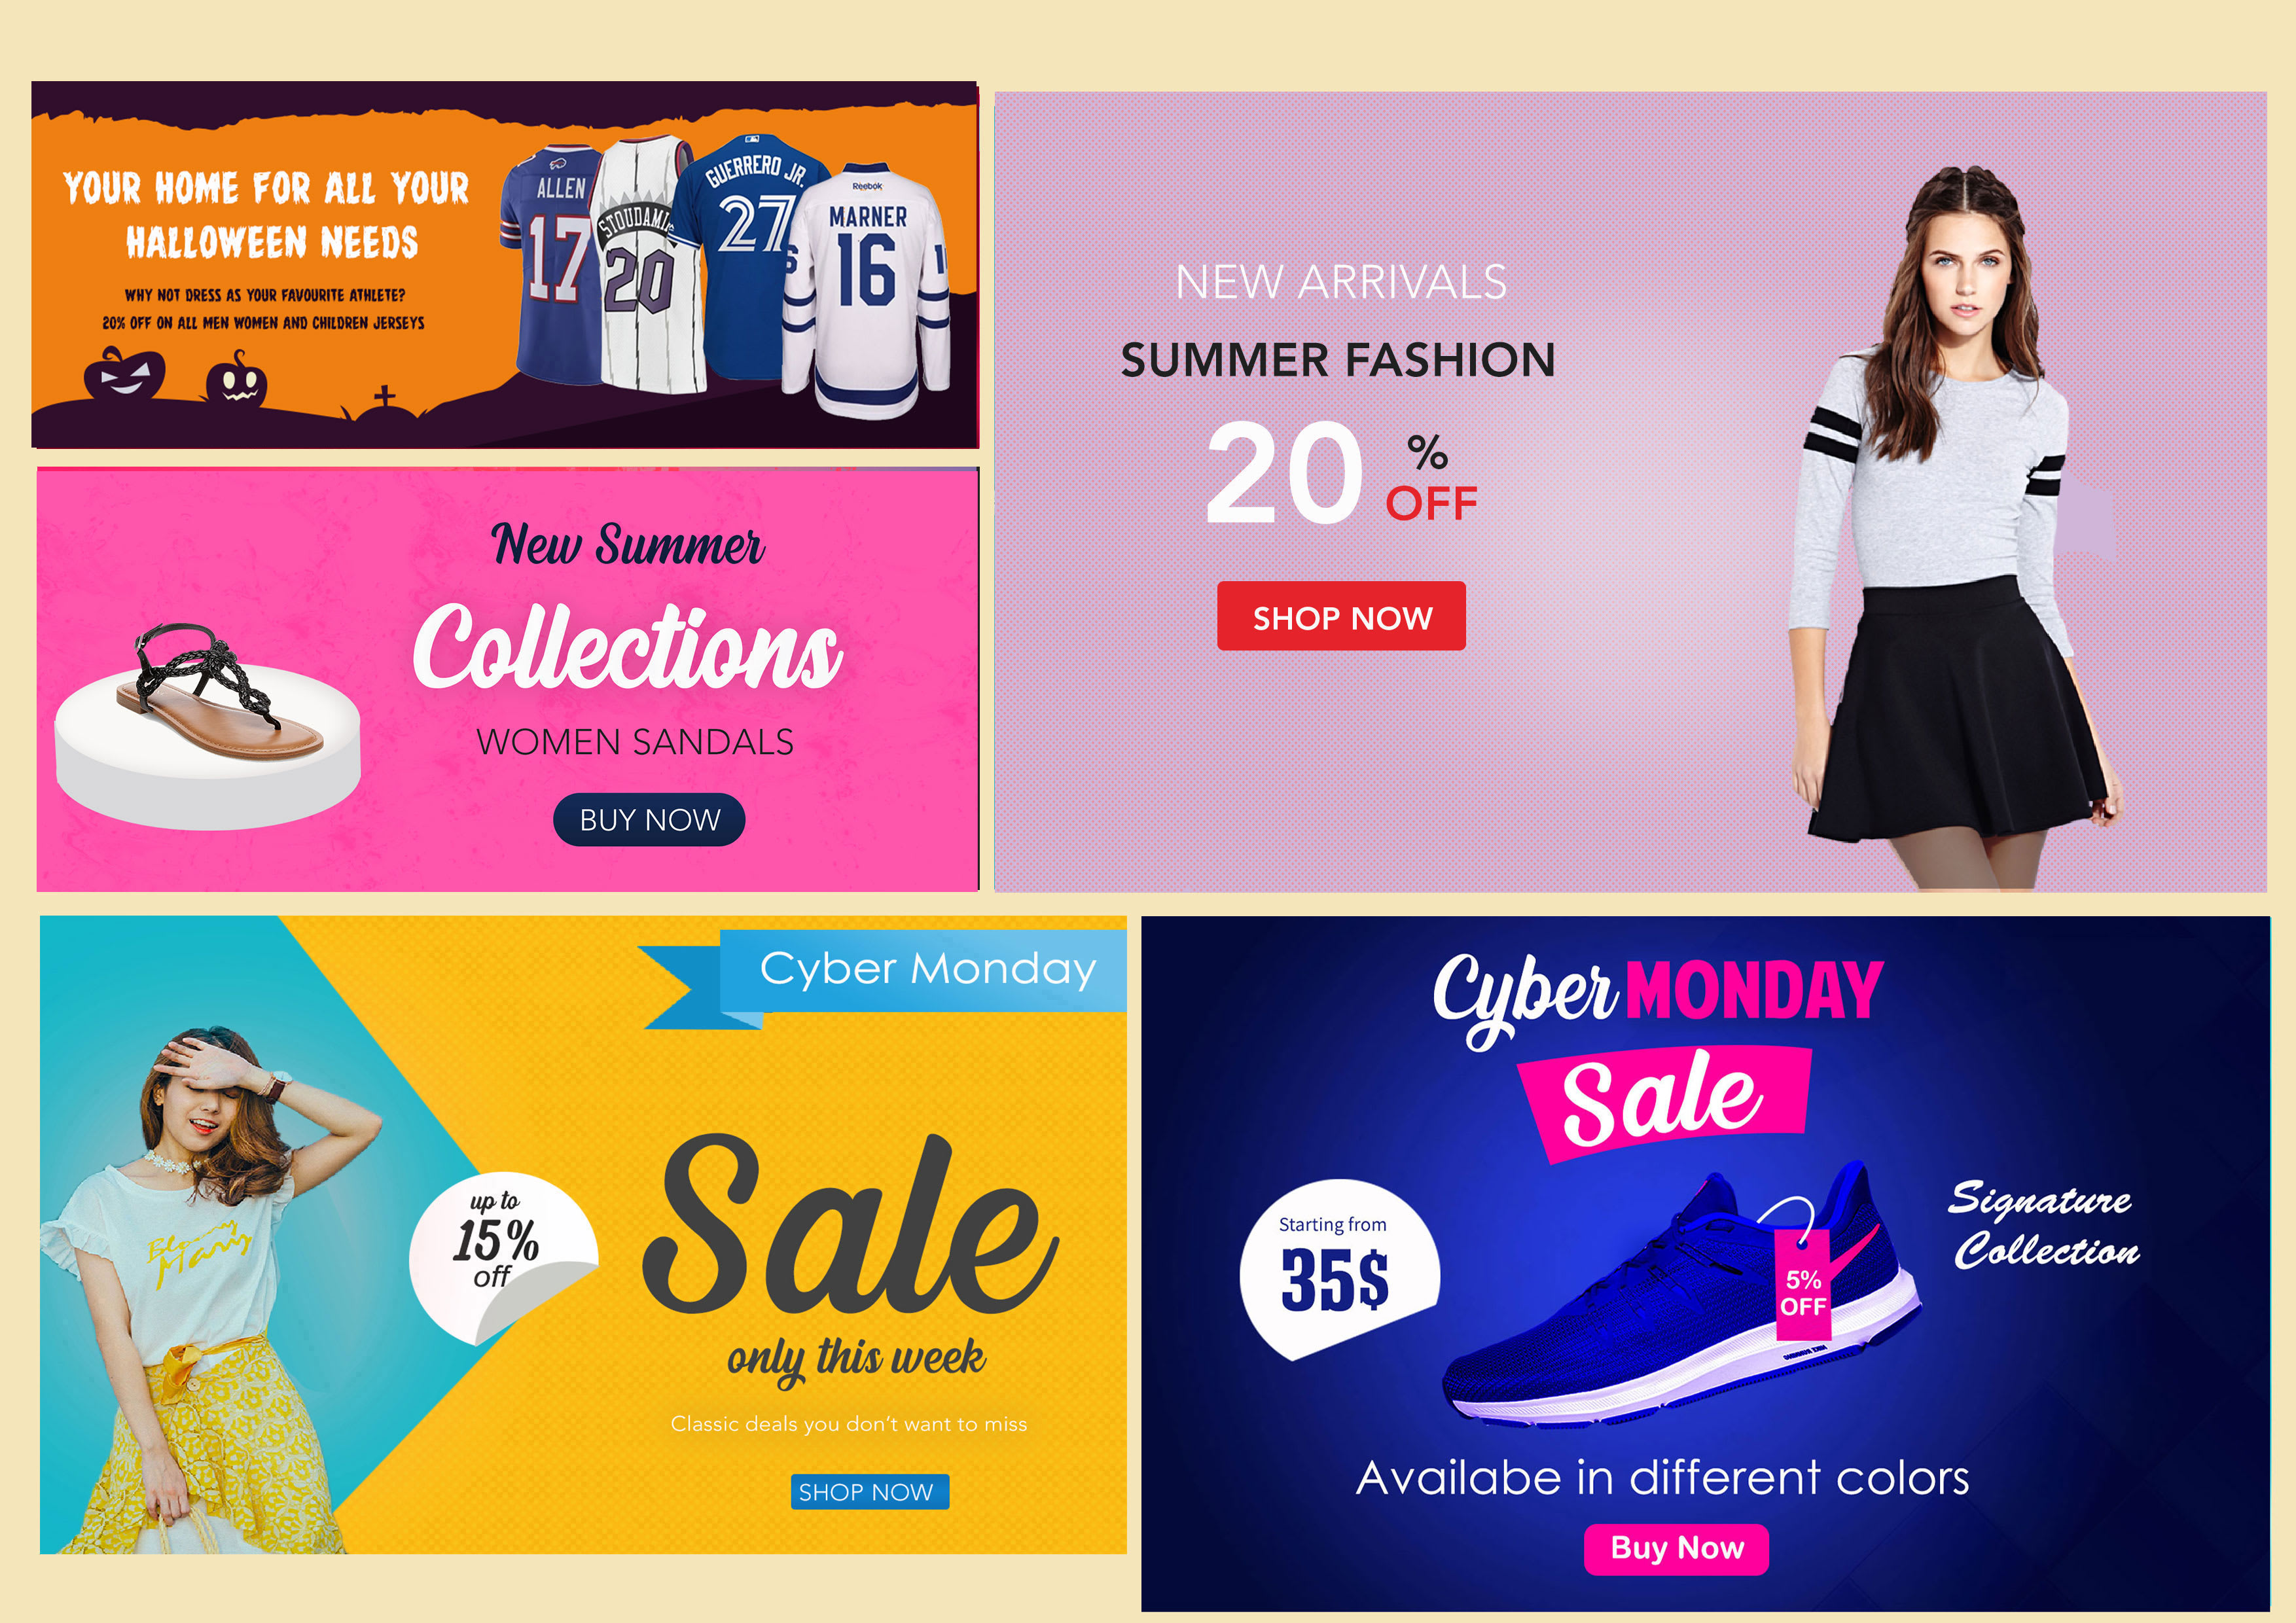 YOUR HOME FOR ALL YOUR
HALLOWEEN NEEDS
WHY NOT DRESS AS YOUR FAVOURITE ATHLETE?
20% OFF ON ALL MEN WOMEN AND CHILDREN JERSEYS
ALLEN
17
STOUDAMI
20
GUERRERO JR.
27
Reebok
MARNER
16
NEW ARRIVALS
SUMMER FASHION
20 % OFF
SHOP NOW
New Summer
Collections
WOMEN SANDALS
BUY NOW
Cyber Monday
up to
15%
off
Sale
only this week
Classic deals you don't want to miss
SHOP NOW
Cyber MONDAY
Sale
Starting from
35$
5%
OFF
Signature
Collection
Availabe in different colors
Buy Now